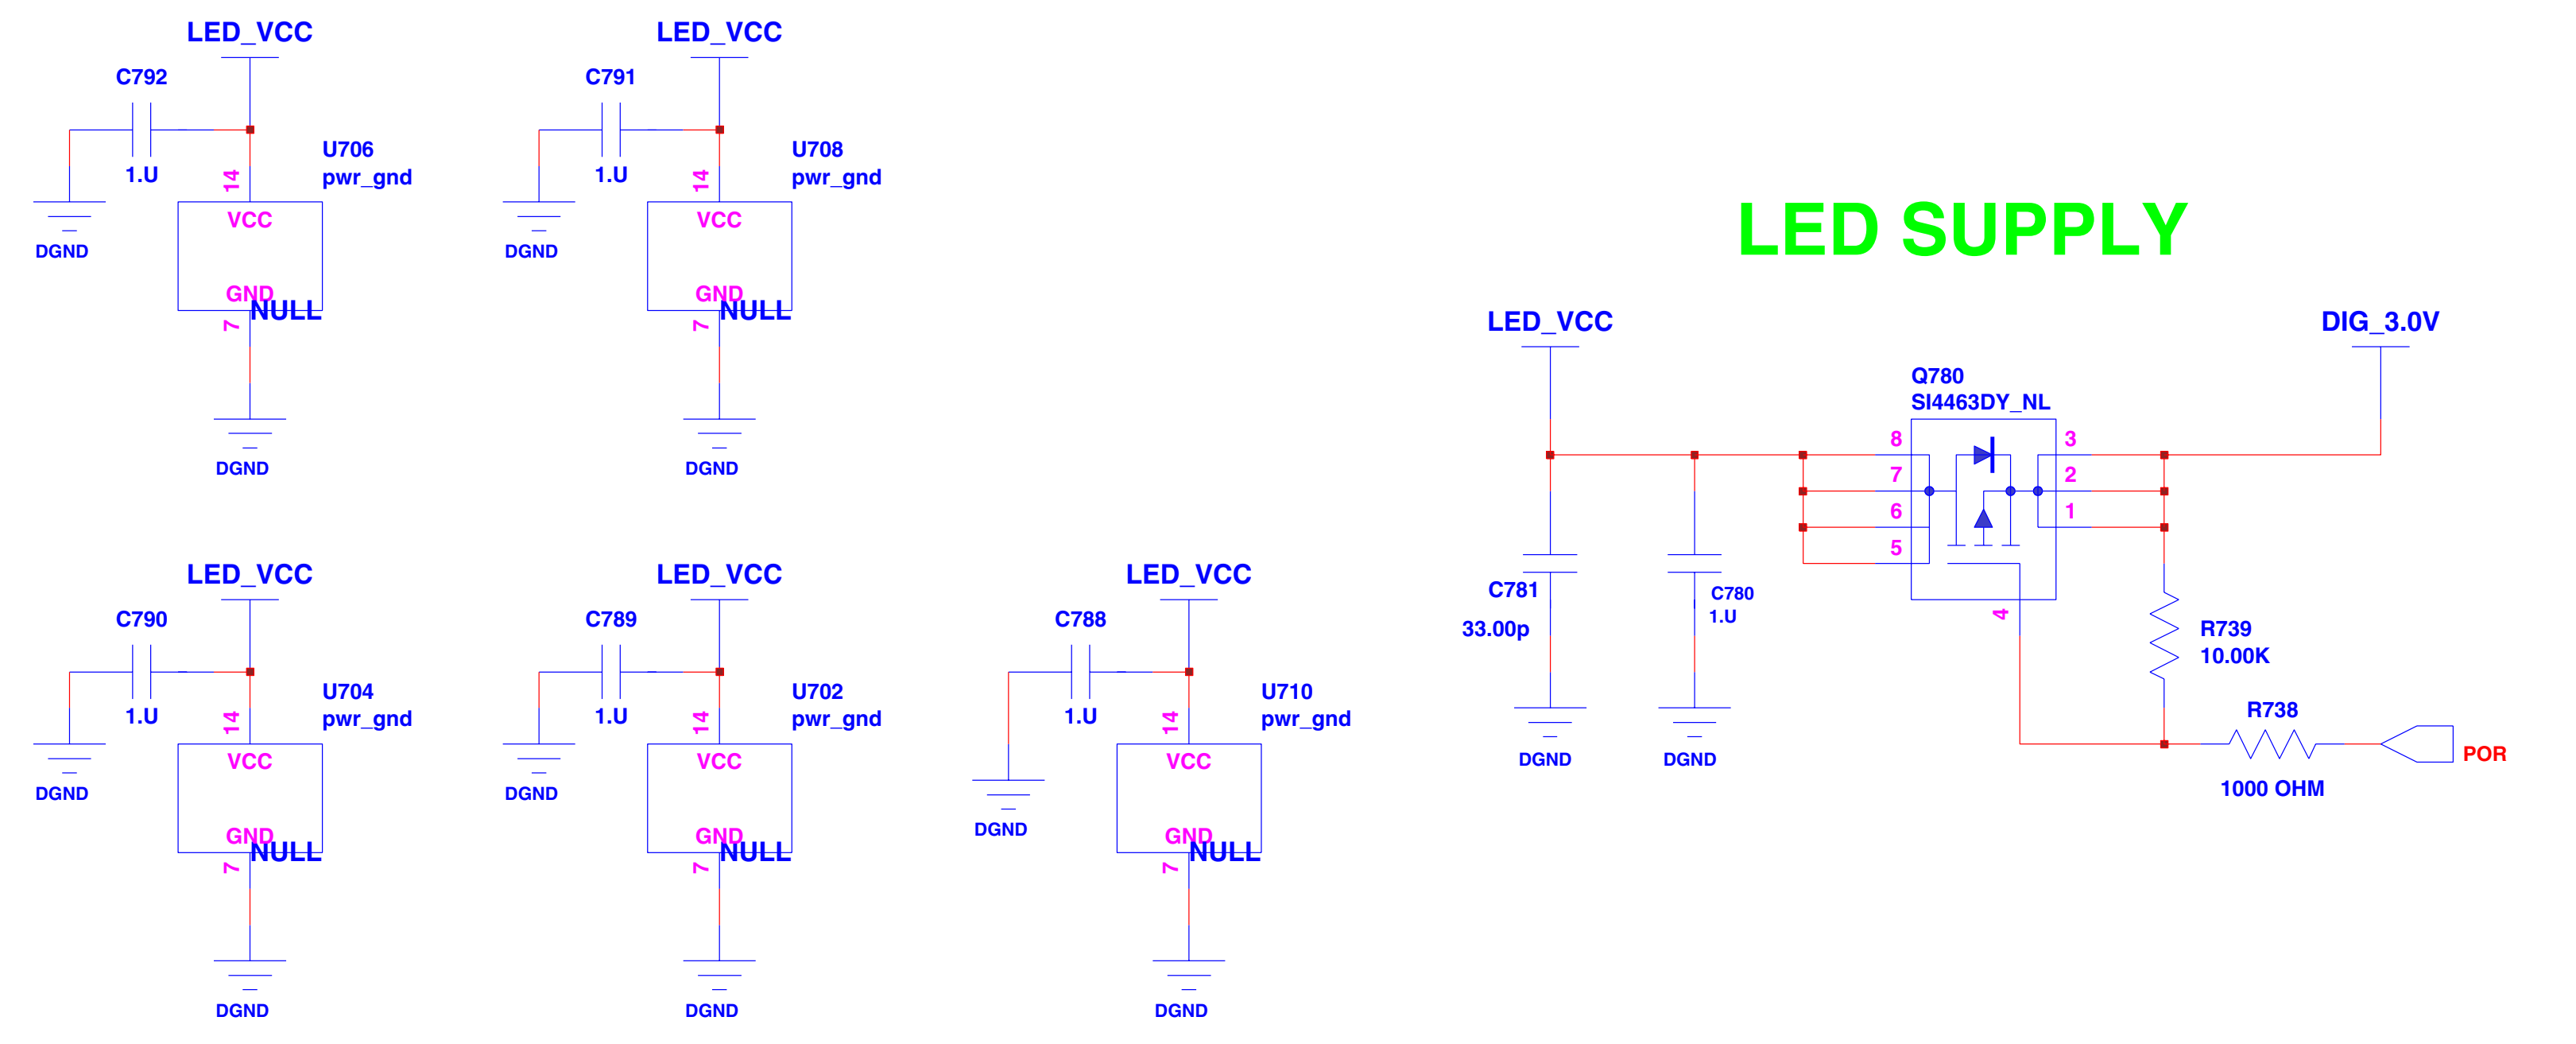 LED_VCC
C792
1.U
14
U706
pwr_gnd
VCC
GND
NULL
7
DGND
DGND
LED_VCC
C791
1.U
14
U708
pwr_gnd
VCC
GND
NULL
7
DGND
DGND
LED_VCC
C790
1.U
14
U704
pwr_gnd
VCC
GND
NULL
7
DGND
DGND
LED_VCC
C789
1.U
14
U702
pwr_gnd
VCC
GND
NULL
7
DGND
DGND
LED_VCC
C788
1.U
14
U710
pwr_gnd
VCC
GND
NULL
7
DGND
DGND
LED SUPPLY
LED_VCC
DIG_3.0V
Q780
SI4463DY_NL
8
7
6
5
3
2
1
4
C781
33.00p
C780
1.U
DGND
DGND
R739
10.00K
R738
1000 OHM
POR